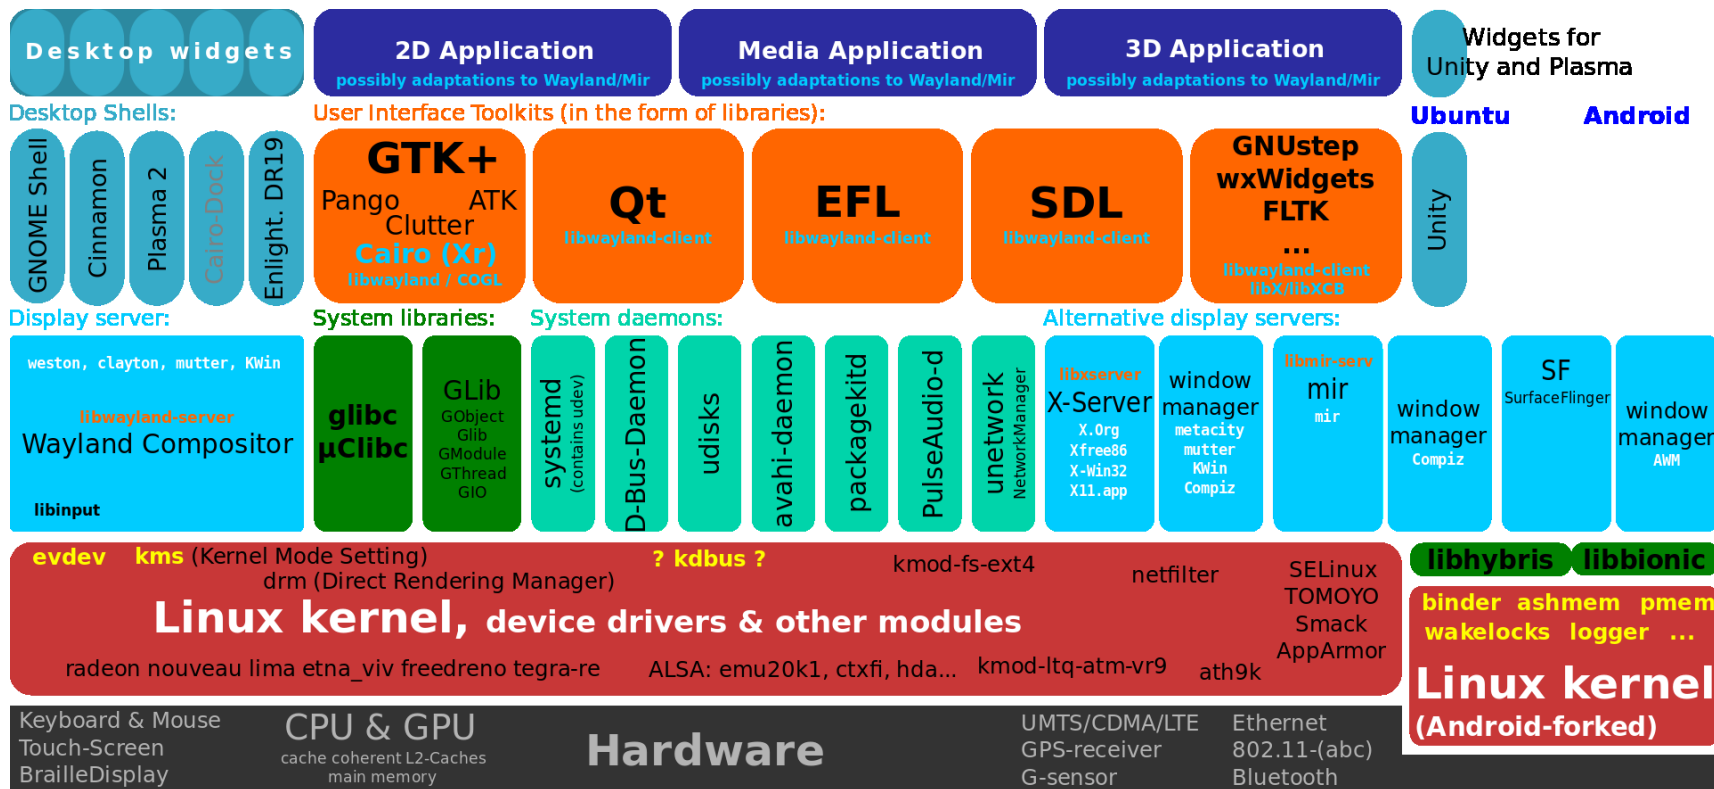 Desktop widgets
2D Application
possibly adaptations to Wayland/Mir
Media Application
possibly adaptations to Wayland/Mir
3D Application
possibly adaptations to Wayland/Mir
Widgets for
Unity and Plasma
Desktop Shells:
User Interface Toolkits (in the form of libraries):
Ubuntu
Android
GNOME Shell
Cinnamon
Plasma 2
Cairo-Dock
Enlight. DR19
GTK+
Pango
ATK
Clutter
Cairo (Xr)
libwayland / COGL
Qt
libwayland-client
EFL
libwayland-client
SDL
libwayland-client
GNUstep
wxWidgets
FLTK
...
libwayland-client
libX/libXCB
Unity
Display server:
System libraries:
System daemons:
Alternative display servers:
weston, clayton, mutter, KWin
libwayland-server
Wayland Compositor
libinput
glibc
µClibc
GLib
GObject
Glib
GModule
GThread
GIO
systemd
(contains udev)
D-Bus-Daemon
udisks
avahi-daemon
packagekitd
PulseAudio-d
unetwork
NetworkManager
libxserver
X-Server
X.Org
Xfree86
X-Win32
X11.app
window
manager
metacity
mutter
KWin
Compiz
libmir-serv
mir
mir
window
manager
Compiz
SF
SurfaceFlinger
window
manager
AWM
evdev
kms (Kernel Mode Setting)
drm (Direct Rendering Manager)
? kdbus ?
kmod-fs-ext4
netfilter
SELinux
TOMOYO
Smack
AppArmor
Linux kernel, device drivers & other modules
radeon nouveau lima etna_viv freedreno tegra-re
ALSA: emu20k1, ctxfi, hda...
kmod-ltq-atm-vr9
ath9k
libhybris
libbionic
binder ashmem pmem
wakelocks logger ...
Linux kernel
(Android-forked)
Keyboard & Mouse
Touch-Screen
BrailleDisplay
CPU & GPU
cache coherent L2-Caches
main memory
Hardware
UMTS/CDMA/LTE
GPS-receiver
G-sensor
Ethernet
802.11-(abc)
Bluetooth